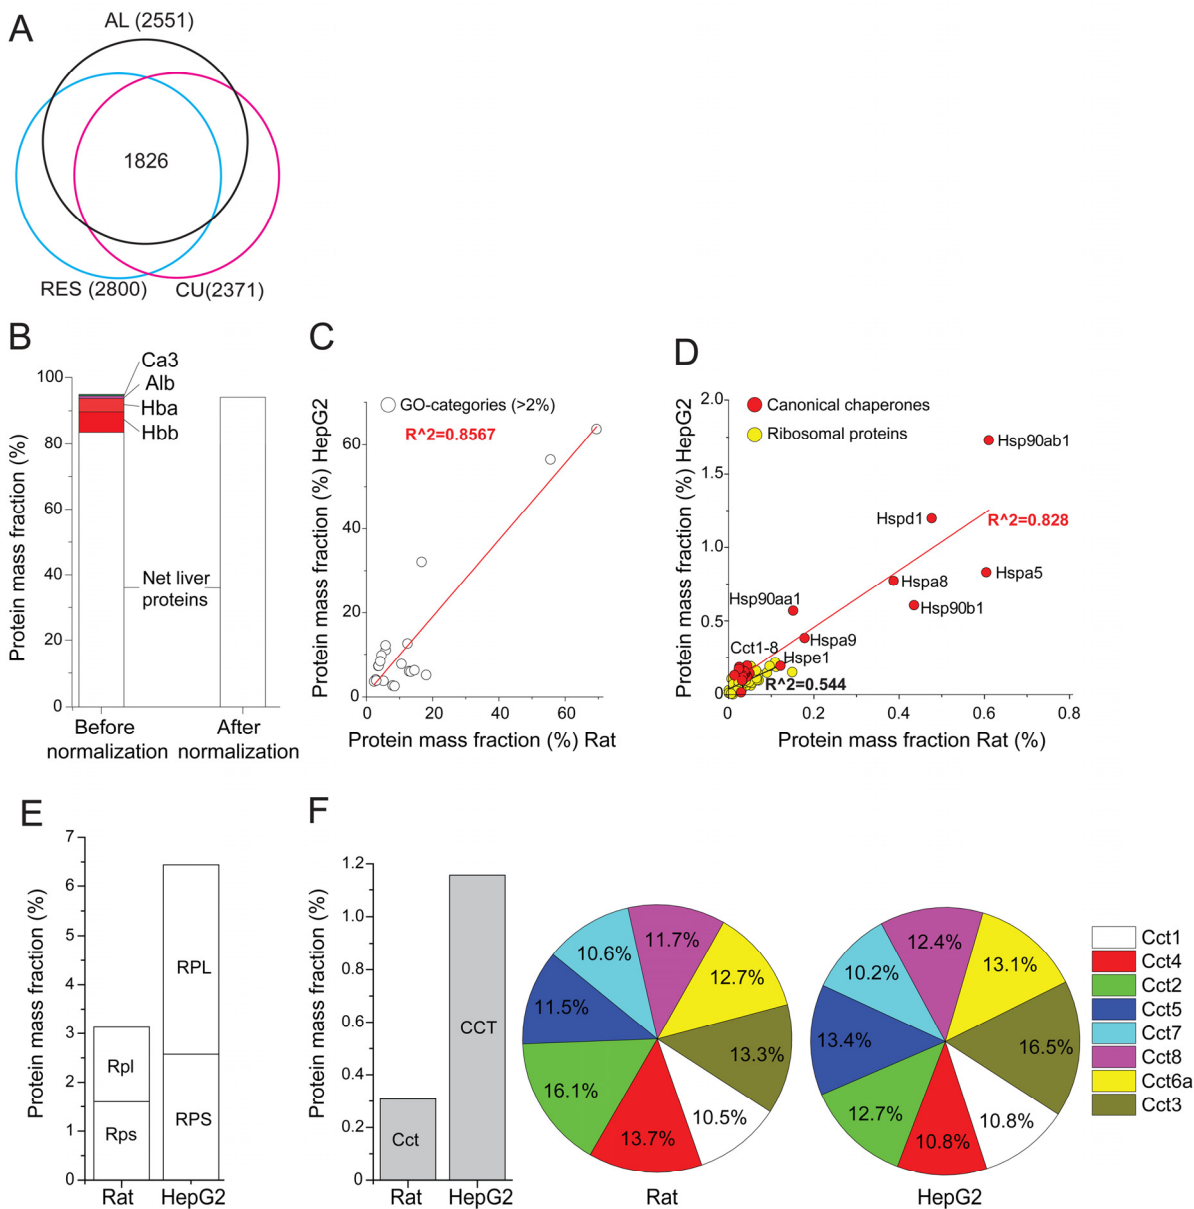 A
AL (2551)
1826
RES (2800)
CU(2371)
B
Protein mass fraction (%)
100
80
60
40
20
0
Ca3
Alb
Hba
Hbb
Net liver
proteins
Before
normalization
After
normalization
C
Protein mass fraction (%) HepG2
GO-categories (>2%)
R^2=0.8567
60
40
20
0
0
20
40
60
Protein mass fraction (%) Rat
D
Protein mass fraction (%) HepG2
2.0
1.5
1.0
0.5
0
Canonical chaperones
Ribosomal proteins
Hsp90ab1
Hspd1
R^2=0.828
Hspa5
Hspa8
Hsp90aa1
Hsp90b1
Hspa9
Cct1-8
Hspe1
R^2=0.544
0
0.2
0.4
0.6
0.8
Protein mass fraction Rat (%)
E
Protein mass fraction (%)
7
6
5
4
3
2
1
0
RPL
Rpl
RPS
Rps
Rat
HepG2
F
Protein mass fraction (%)
1.2
1.0
0.8
0.6
0.4
0.2
0
CCT
Cct
Rat
HepG2
11.7%
10.6%
12.7%
11.5%
13.3%
16.1%
10.5%
13.7%
Rat
12.4%
13.1%
10.2%
13.4%
16.5%
12.7%
10.8%
10.8%
HepG2
Cct1
Cct4
Cct2
Cct5
Cct7
Cct8
Cct6a
Cct3